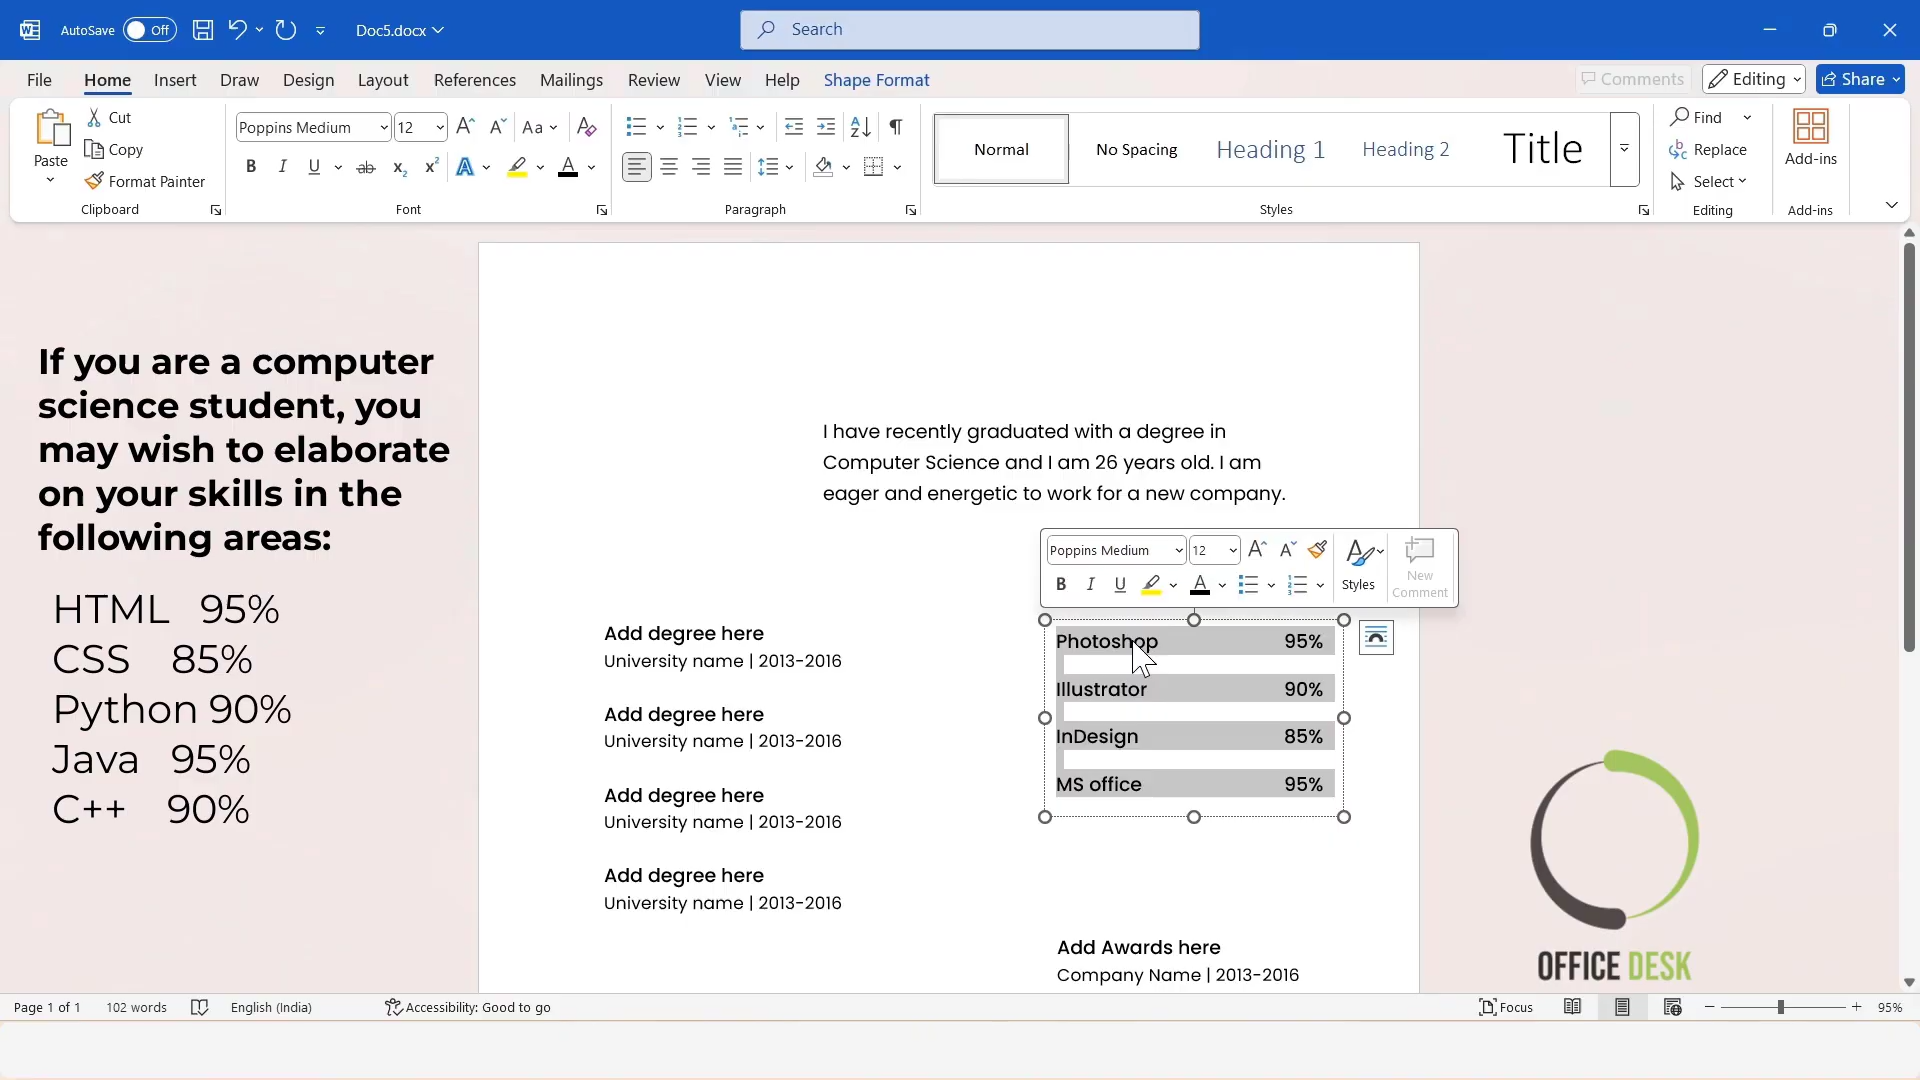 AutoSave Off Doc5.docx Search
File Home Insert Draw Design Layout References Mailings Review View Help Shape Format Comments Editing Share
Paste
Cut
Copy
Format Painter
Clipboard
Poppins Medium 12
Aa
B I U ab x₂ x² A A
Font
Paragraph
Normal No Spacing Heading 1 Heading 2 Title
Styles
Find
Replace
Select
Editing
Add-ins
Add-ins
If you are a computer
science student, you
may wish to elaborate
on your skills in the
following areas:
HTML 95%
CSS 85%
Python 90%
Java 95%
C++ 90%
I have recently graduated with a degree in
Computer Science and I am 26 years old. I am
eager and energetic to work for a new company.
Poppins Medium 12
B I U A
Styles
New
Comment
Add degree here
University name | 2013-2016
Add degree here
University name | 2013-2016
Add degree here
University name | 2013-2016
Add degree here
University name | 2013-2016
Photoshop 95%
Illustrator 90%
InDesign 85%
MS office 95%
Add Awards here
Company Name | 2013-2016
OFFICE DESK
Page 1 of 1 102 words English (India) Accessibility: Good to go Focus 95%